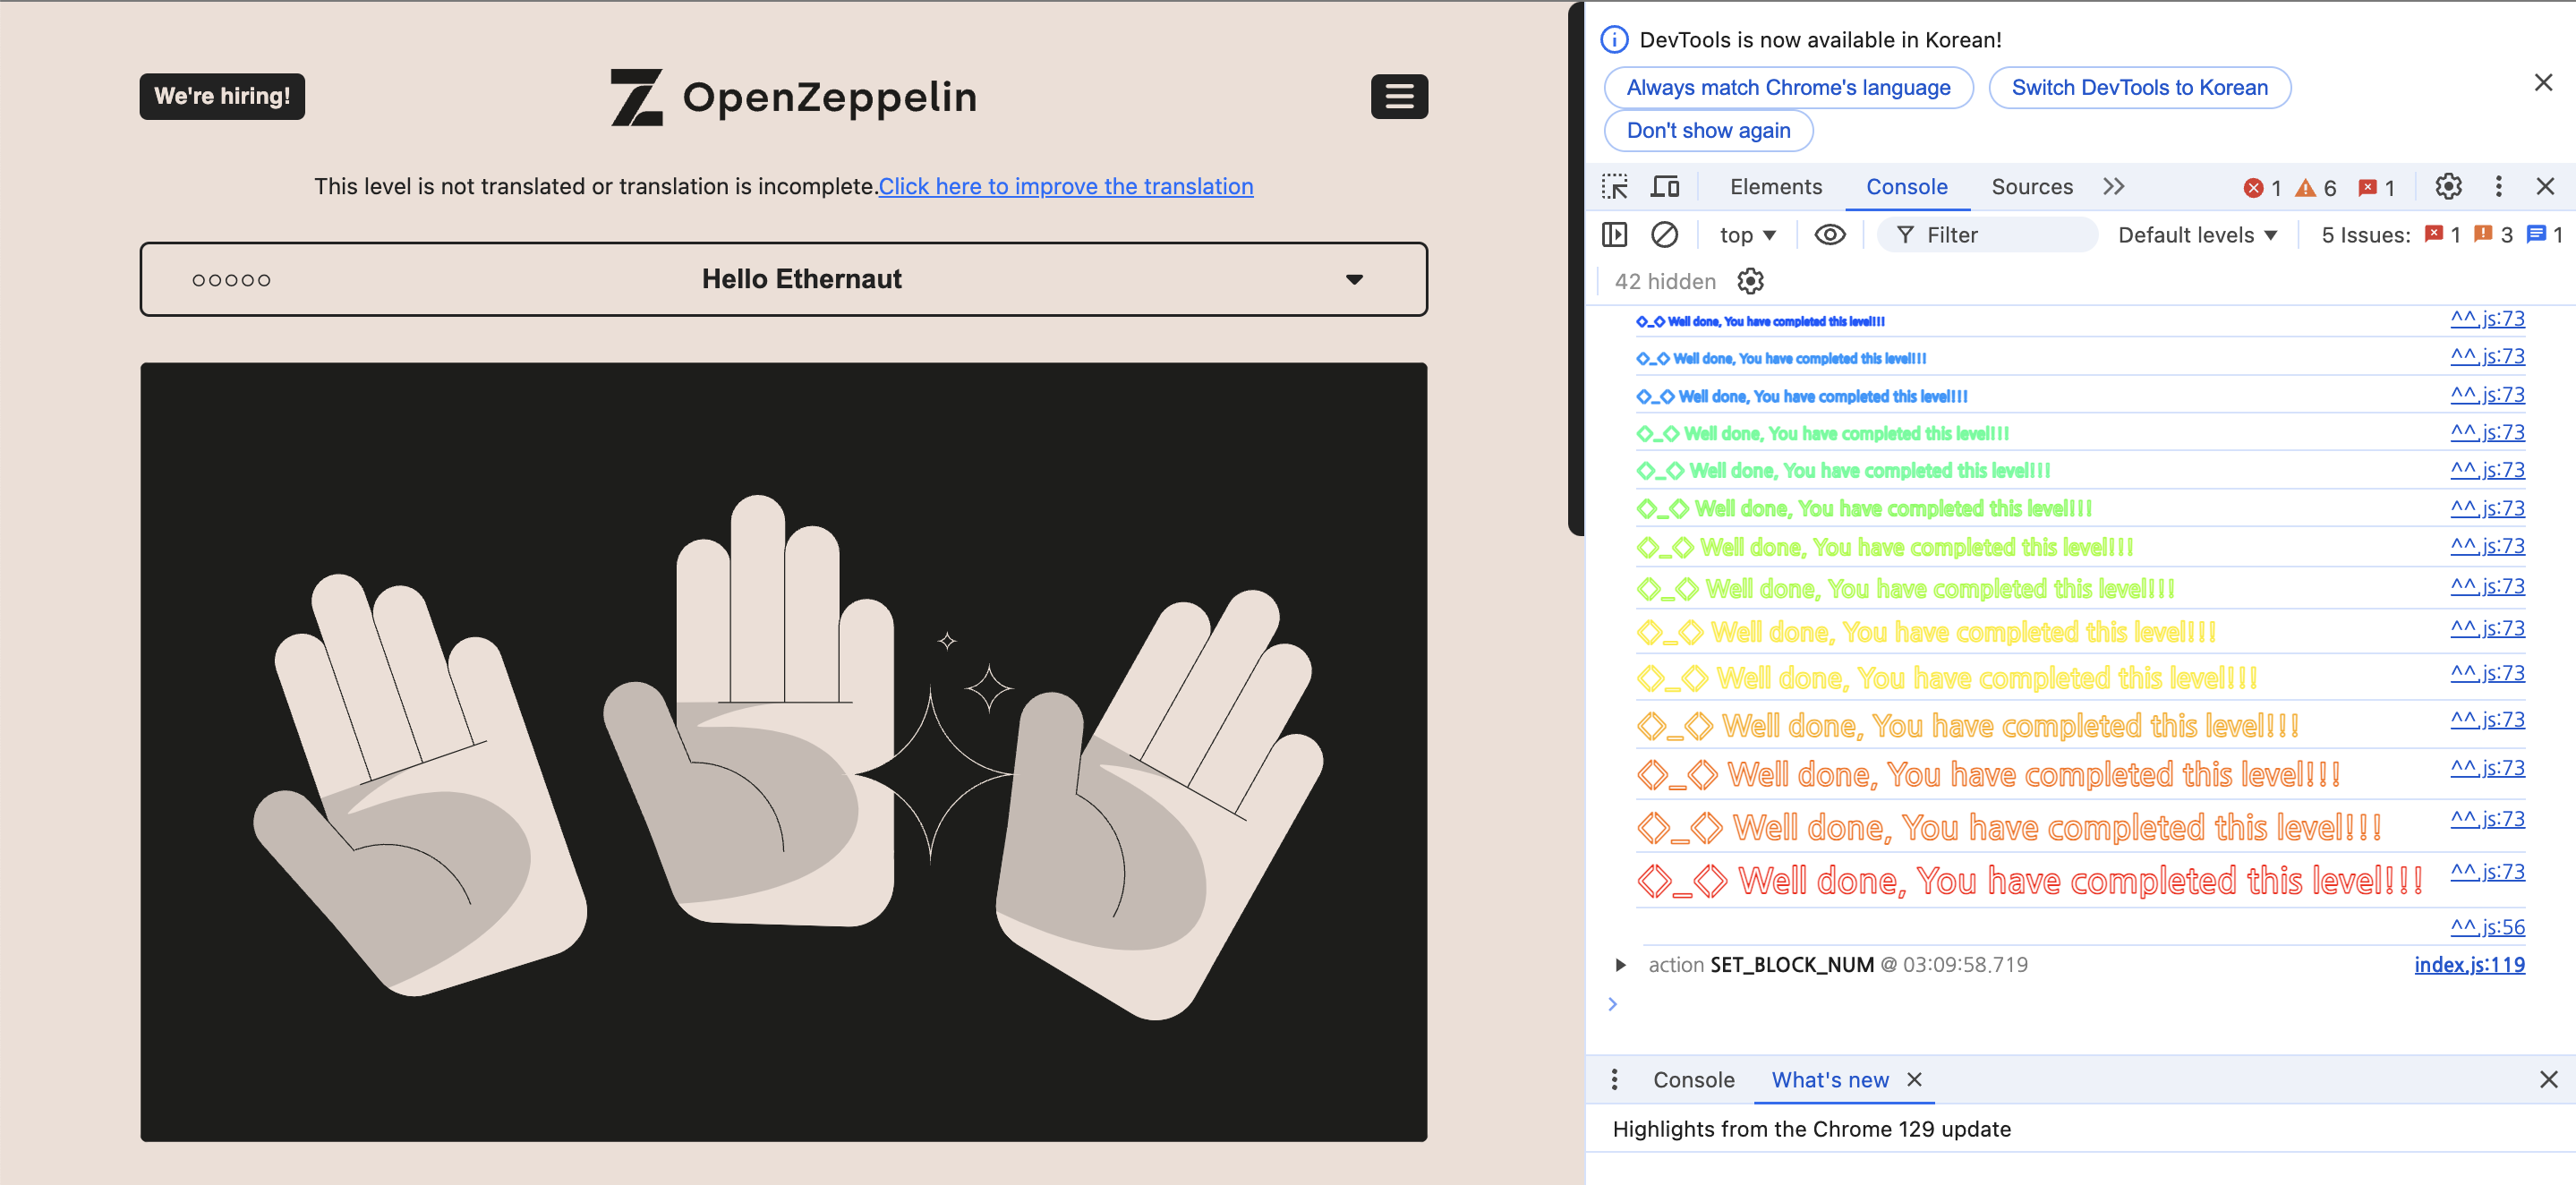 We're hiring!
OpenZeppelin
This level is not translated or translation is incomplete.Click here to improve the translation
Hello Ethernaut
DevTools is now available in Korean!
Always match Chrome's language
Switch DevTools to Korean
Don't show again
Elements Console Sources 1 6 1
top Filter Default levels 5 Issues: 1 3 1
42 hidden
◇_◇ Well done, You have completed this level!!! ^^.js:73
◇_◇ Well done, You have completed this level!!! ^^.js:73
◇_◇ Well done, You have completed this level!!! ^^.js:73
◇_◇ Well done, You have completed this level!!! ^^.js:73
◇_◇ Well done, You have completed this level!!! ^^.js:73
◇_◇ Well done, You have completed this level!!! ^^.js:73
◇_◇ Well done, You have completed this level!!! ^^.js:73
◇_◇ Well done, You have completed this level!!! ^^.js:73
◇_◇ Well done, You have completed this level!!! ^^.js:73
◇_◇ Well done, You have completed this level!!! ^^.js:73
◇_◇ Well done, You have completed this level!!! ^^.js:73
◇_◇ Well done, You have completed this level!!! ^^.js:73
◇_◇ Well done, You have completed this level!!! ^^.js:73
◇_◇ Well done, You have completed this level!!! ^^.js:73
^^.js:56
action SET_BLOCK_NUM @ 03:09:58.719 index.js:119
Console What's new
Highlights from the Chrome 129 update